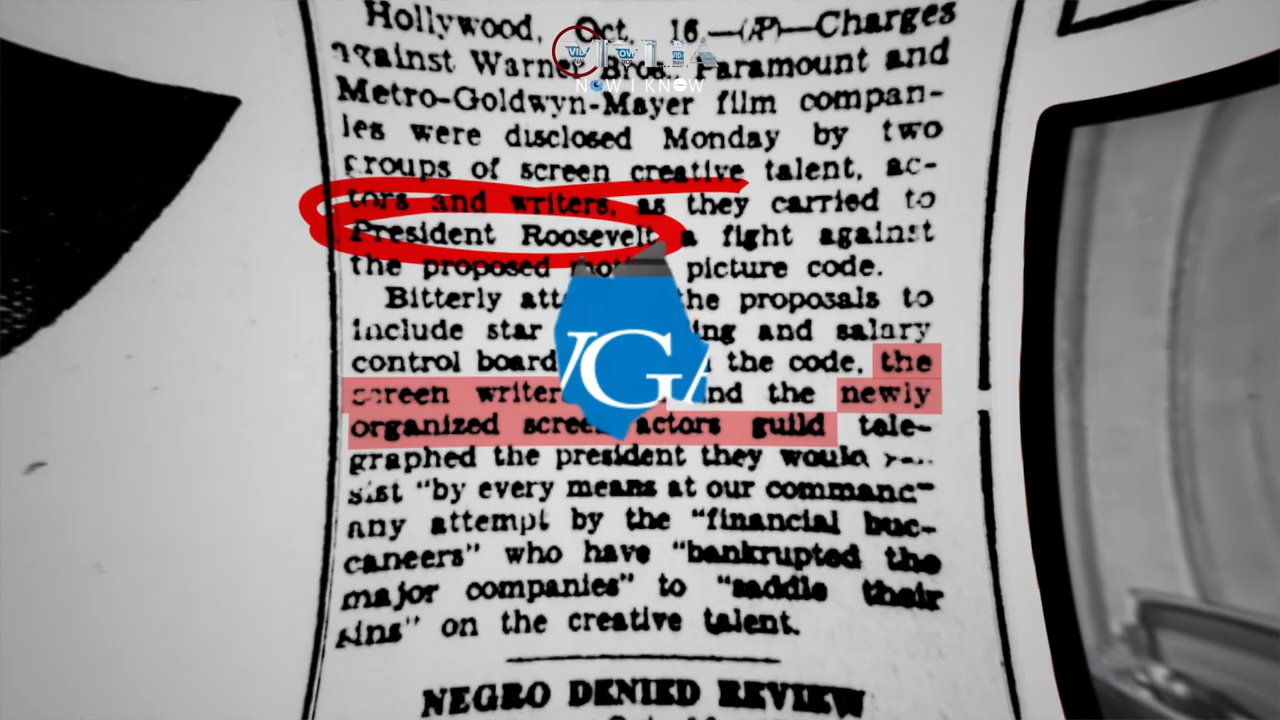 Hollywood, Oct. 16.—(AP)—Charges
against Warner Bros., Paramount and
NOW I KNOW
Metro-Goldwyn-Mayer film compan-
ies were disclosed Monday by two
groups of screen creative talent, ac-
tors and writers, as they carried to
President Roosevelt a fight against
the proposed picture code.
Bitterly the proposals to
include star and salary
control the code, the
screen and the newly
organized screen actors guild tele-
WGA
graphed the president they would
sist "by every means at our command"
any attempt by the "financial buc-
caneers" who have "bankrupted the
major companies" to "saddle their
sins" on the creative talent.
NEGRO DENIED REVIEW